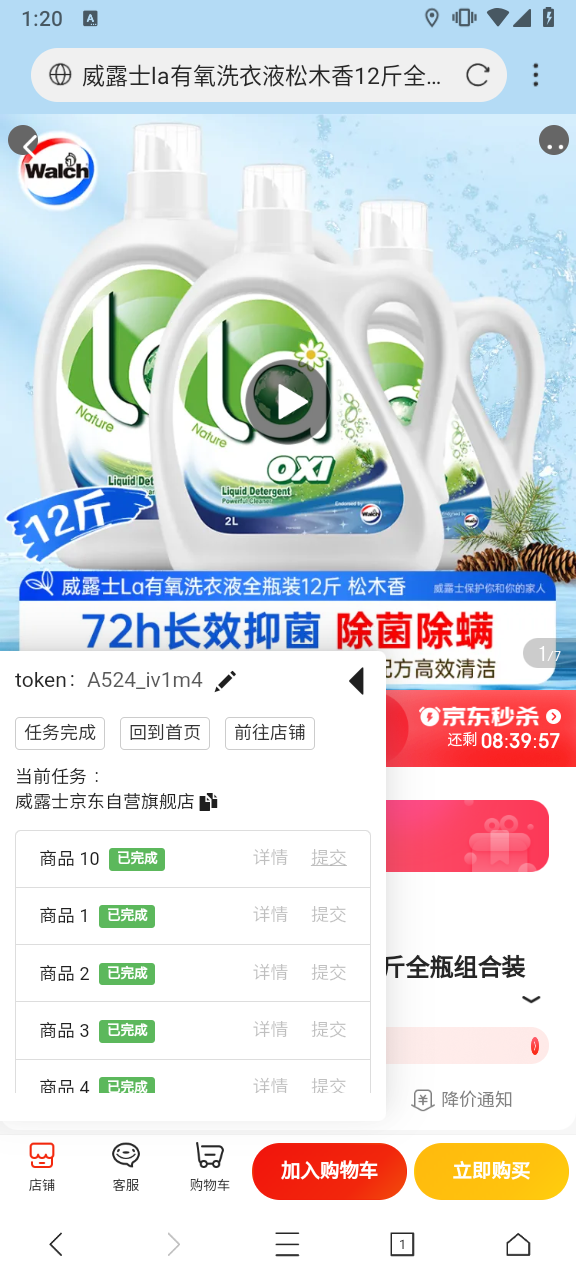 1:20
A
威露士la有氧洗衣液松木香12斤全...
Walch
Nature
Liquid Det
Nature
OXI
Liquid Detergent
Powerful Cleaner
2L
Walch
Walch
12斤
威露士La有氧洗衣液全瓶装12斤 松木香
威露士保护你和你的家人
72h长效抑菌 除菌除螨
配方高效清洁
1/7
token： A524_iv1m4
京东秒杀
还剩 08:39:57
任务完成
回到首页
前往店铺
当前任务：
威露士京东自营旗舰店
商品 10 已完成 详情 提交
商品 1 已完成 详情 提交
商品 2 已完成 详情 提交
斤全瓶组合装
商品 3 已完成 详情 提交
商品 4 已完成 详情 提交
降价通知
店铺
客服
购物车
加入购物车
立即购买
1